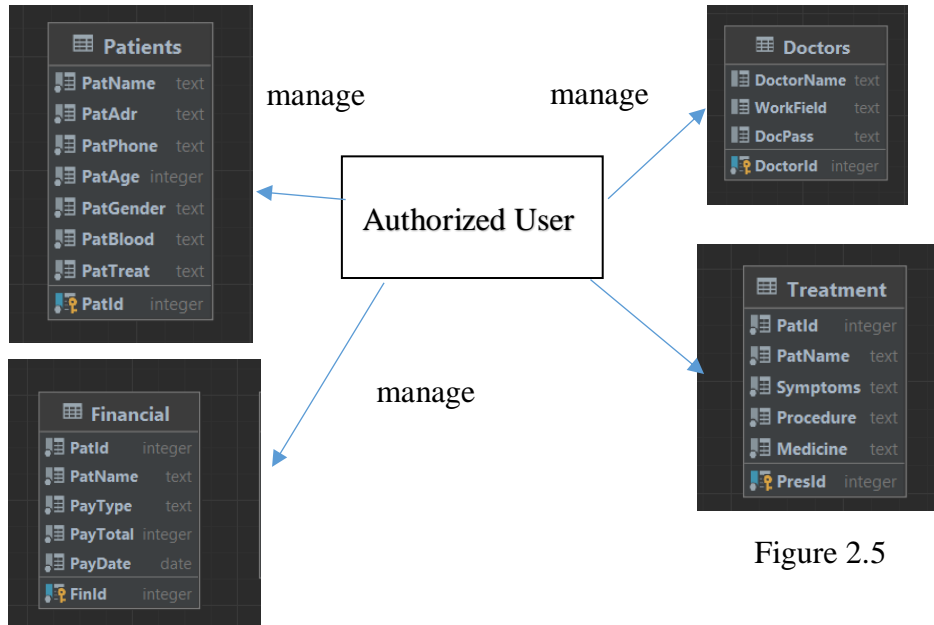 Patients
PatName text
PatAdr text
PatPhone text
PatAge integer
PatGender text
PatBlood text
PatTreat text
PatId integer
manage
manage
Doctors
DoctorName text
WorkField text
DocPass text
DoctorId integer
Authorized User
Financial
PatId integer
PatName text
PayType text
PayTotal integer
PayDate date
FinId integer
manage
Treatment
PatId integer
PatName text
Symptoms text
Procedure text
Medicine text
PresId integer
Figure 2.5